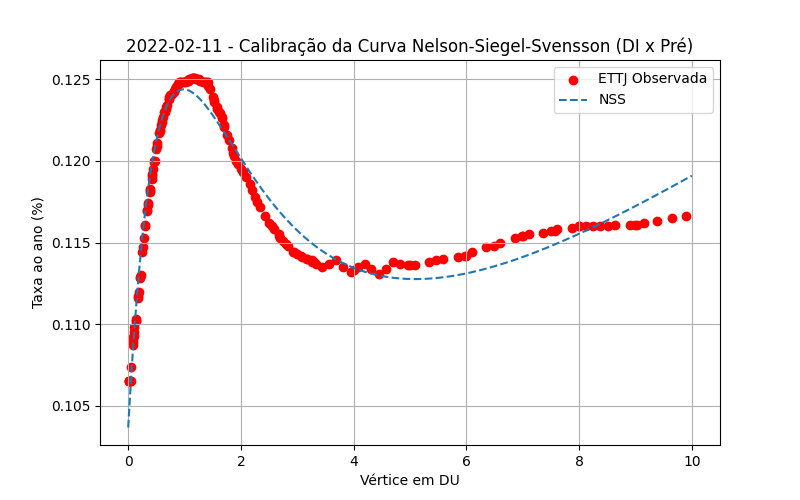 2022-02-11 - Calibração da Curva Nelson-Siegel-Svensson (DI x Pré)
ETTJ Observada
NSS
Taxa ao ano (%)
0.125
0.120
0.115
0.110
0.105
0 2 4 6 8 10
Vértice em DU